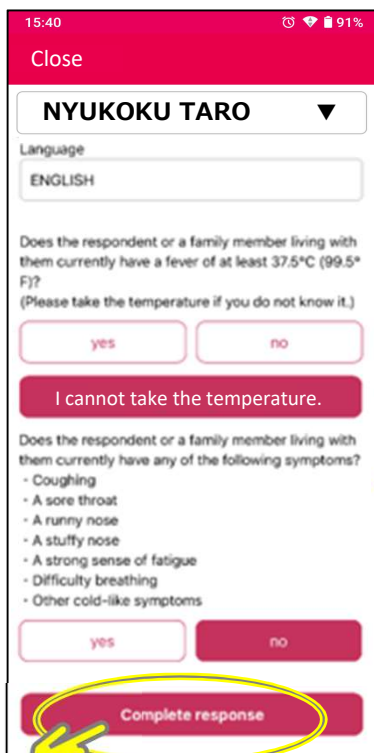 15:40 91%
Close
NYUKOKU TARO ▼
Language
ENGLISH
Does the respondent or a family member living with
them currently have a fever of at least 37.5°C (99.5°
F)?
(Please take the temperature if you do not know it.)
yes no
I cannot take the temperature.
Does the respondent or a family member living with
them currently have any of the following symptoms?
・Coughing
・A sore throat
・A runny nose
・A stuffy nose
・A strong sense of fatigue
・Difficulty breathing
・Other cold-like symptoms
yes no
Complete response